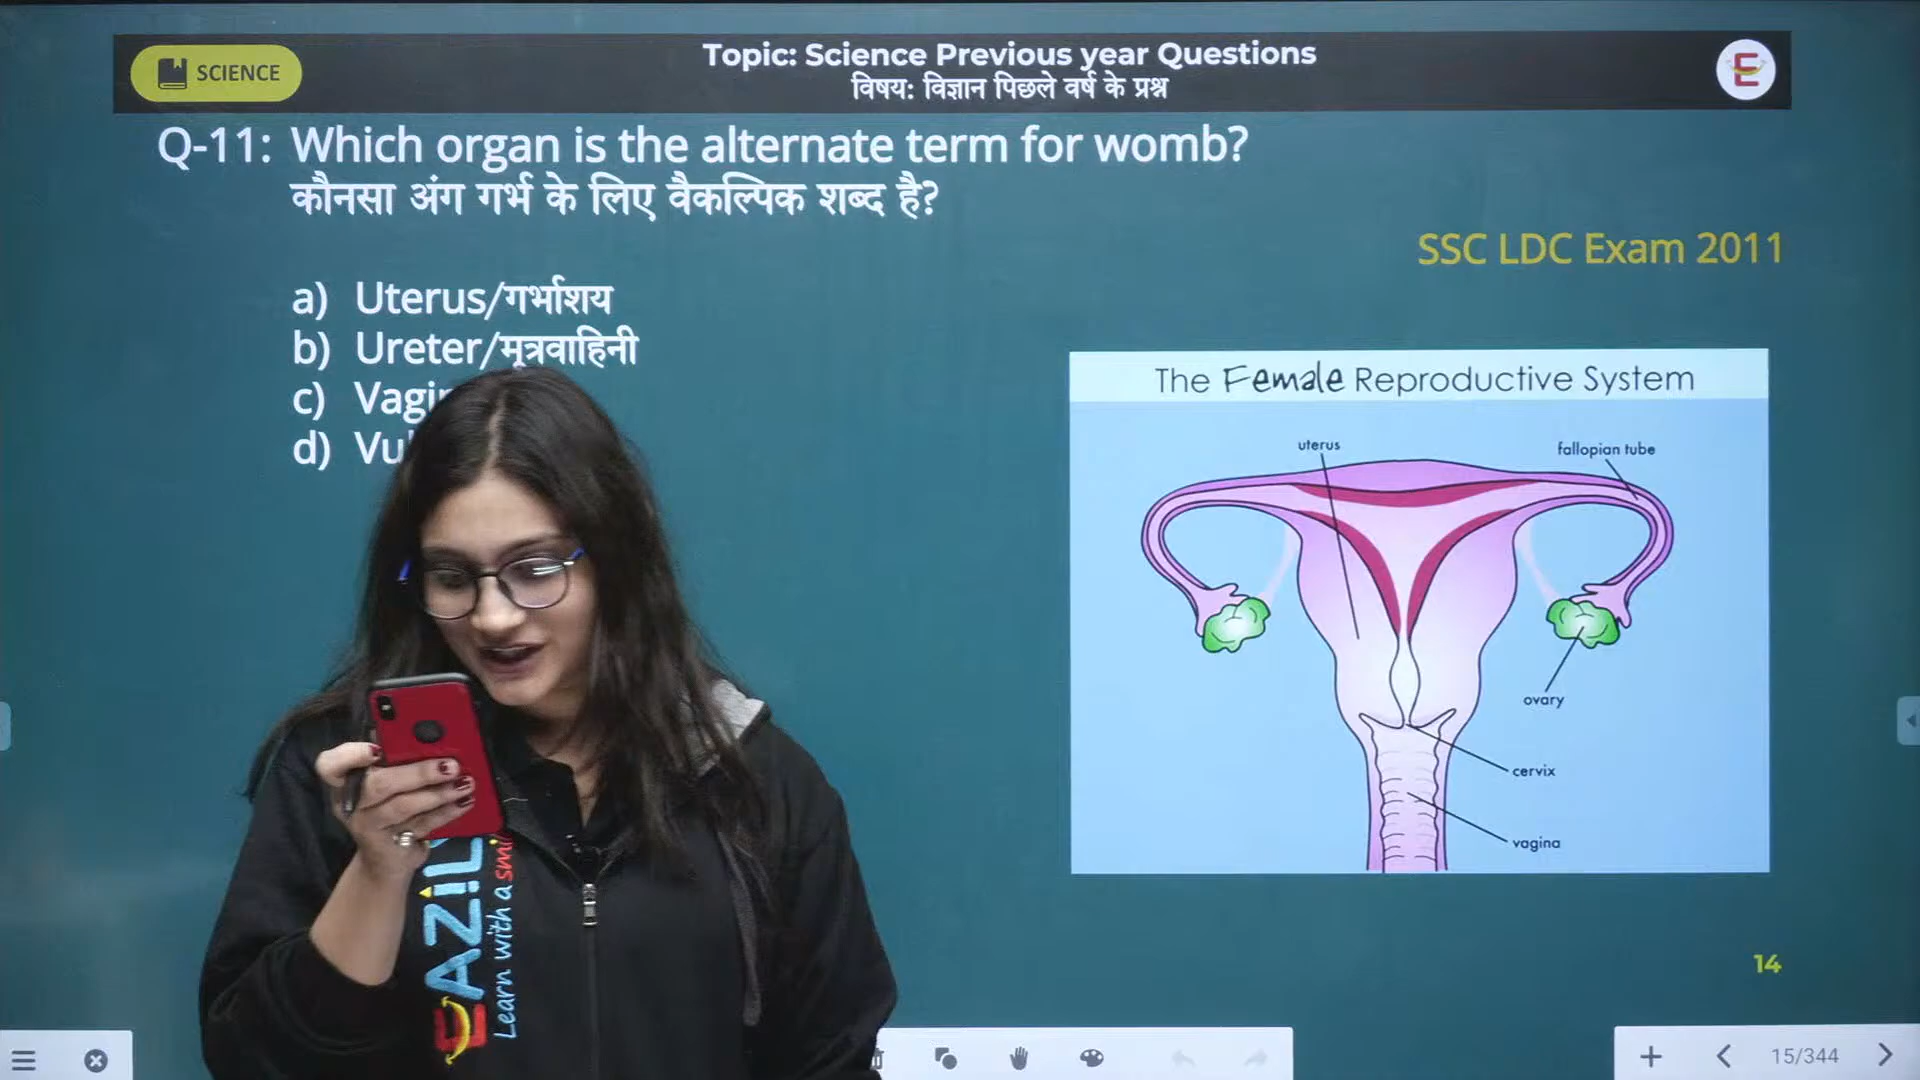 SCIENCE
Topic: Science Previous year Questions
विषय: विज्ञान पिछले वर्ष के प्रश्न
E
Q-11: Which organ is the alternate term for womb?
कौनसा अंग गर्भ के लिए वैकल्पिक शब्द है?
SSC LDC Exam 2011
a) Uterus/गर्भाशय
b) Ureter/मूत्रवाहिनी
c)
d)
The Female Reproductive System
uterus
fallopian tube
ovary
cervix
vagina
EAZIL
Learn with a smi
14
15/344